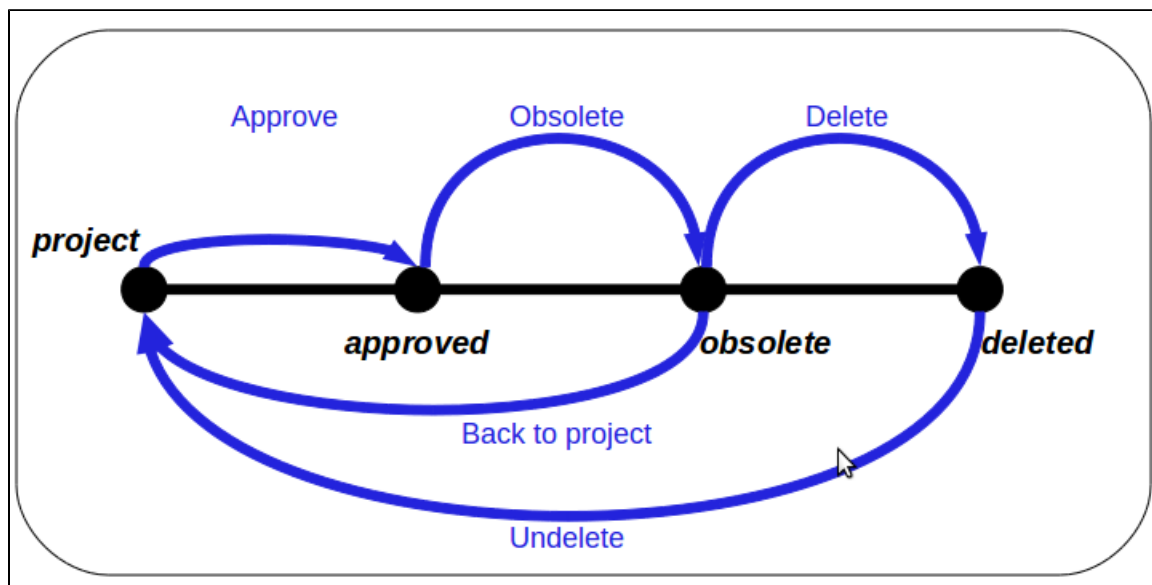 Approve
Obsolete
Delete
project
approved
obsolete
deleted
Back to project
Undelete